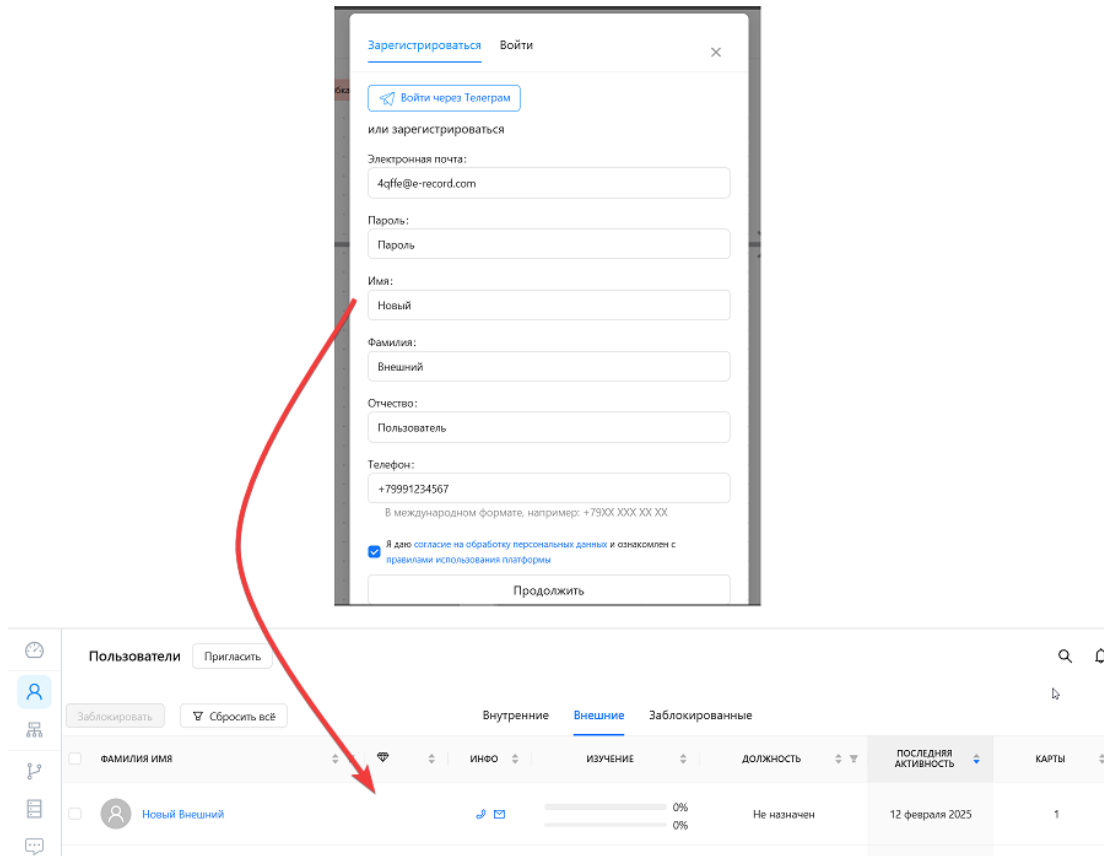 Зарегистрироваться Войти
бка
Войти через Телеграм
или зарегистрироваться
Электронная почта:
4qffe@e-record.com
Пароль:
Пароль
Имя:
Новый
Фамилия:
Внешний
Отчество:
Пользователь
Телефон:
+79991234567
В международном формате, например: +79XX XXX XX XX
Я даю согласие на обработку персональных данных и ознакомлен с
правилами использования платформы
Продолжить
Пользователи Пригласить
Заблокировать Сбросить всё Внутренние Внешние Заблокированные
ФАМИЛИЯ ИМЯ ИНФО ИЗУЧЕНИЕ ДОЛЖНОСТЬ ПОСЛЕДНЯЯ АКТИВНОСТЬ КАРТЫ
Новый Внешний 0% Не назначен 12 февраля 2025 1
0%